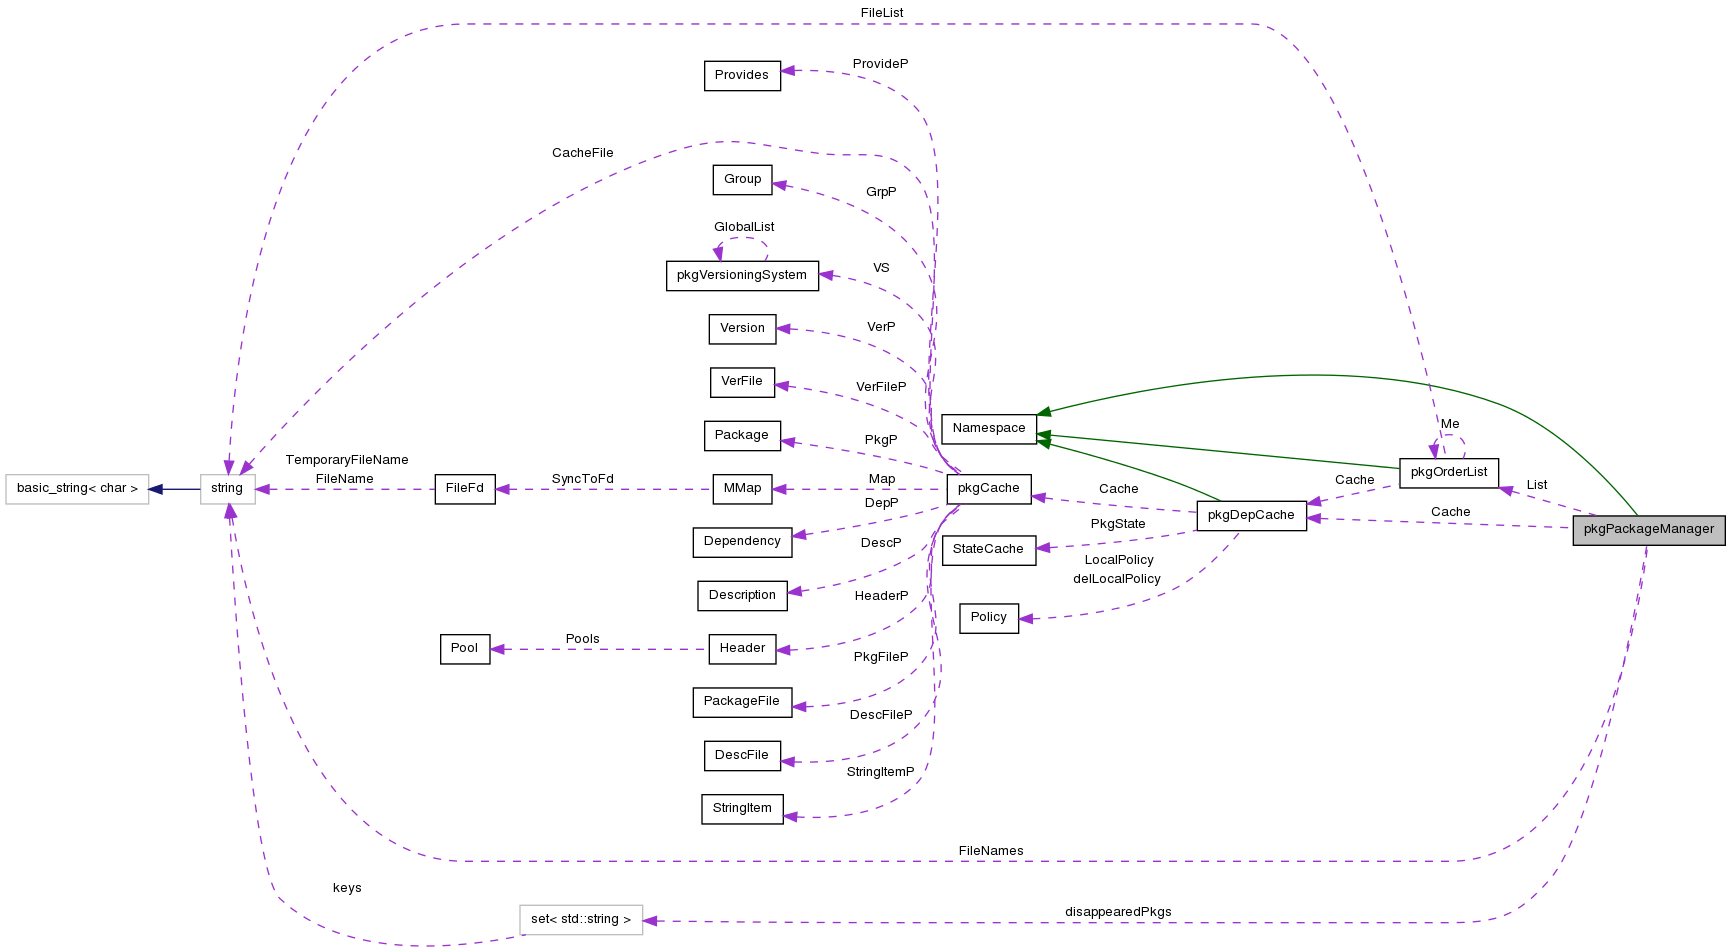 FileList
ProvideP
Provides
CacheFile
Group
GrpP
GlobalList
VS
pkgVersioningSystem
Version
VerP
VerFile
VerFileP
Package
PkgP
Namespace
Me
pkgOrderList
TemporaryFileName
FileName
basic_string< char >
string
FileFd
SyncToFd
MMap
Map
pkgCache
Cache
Cache
List
DepP
pkgDepCache
Cache
pkgPackageManager
PkgState
Dependency
DescP
StateCache
LocalPolicy
delLocalPolicy
Description
HeaderP
Policy
Pool
Pools
Header
PkgFileP
PackageFile
DescFileP
DescFile
StringItemP
StringItem
FileNames
keys
set< std::string >
disappearedPkgs